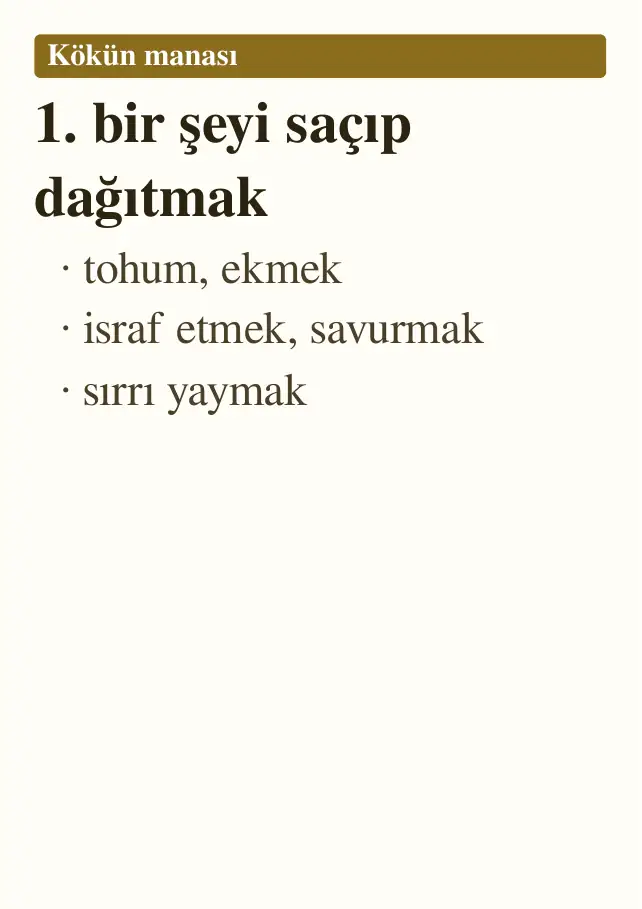 Kökün manası
1. bir şeyi saçıp
dağıtmak
· tohum, ekmek
· israf etmek, savurmak
· sırrı yaymak